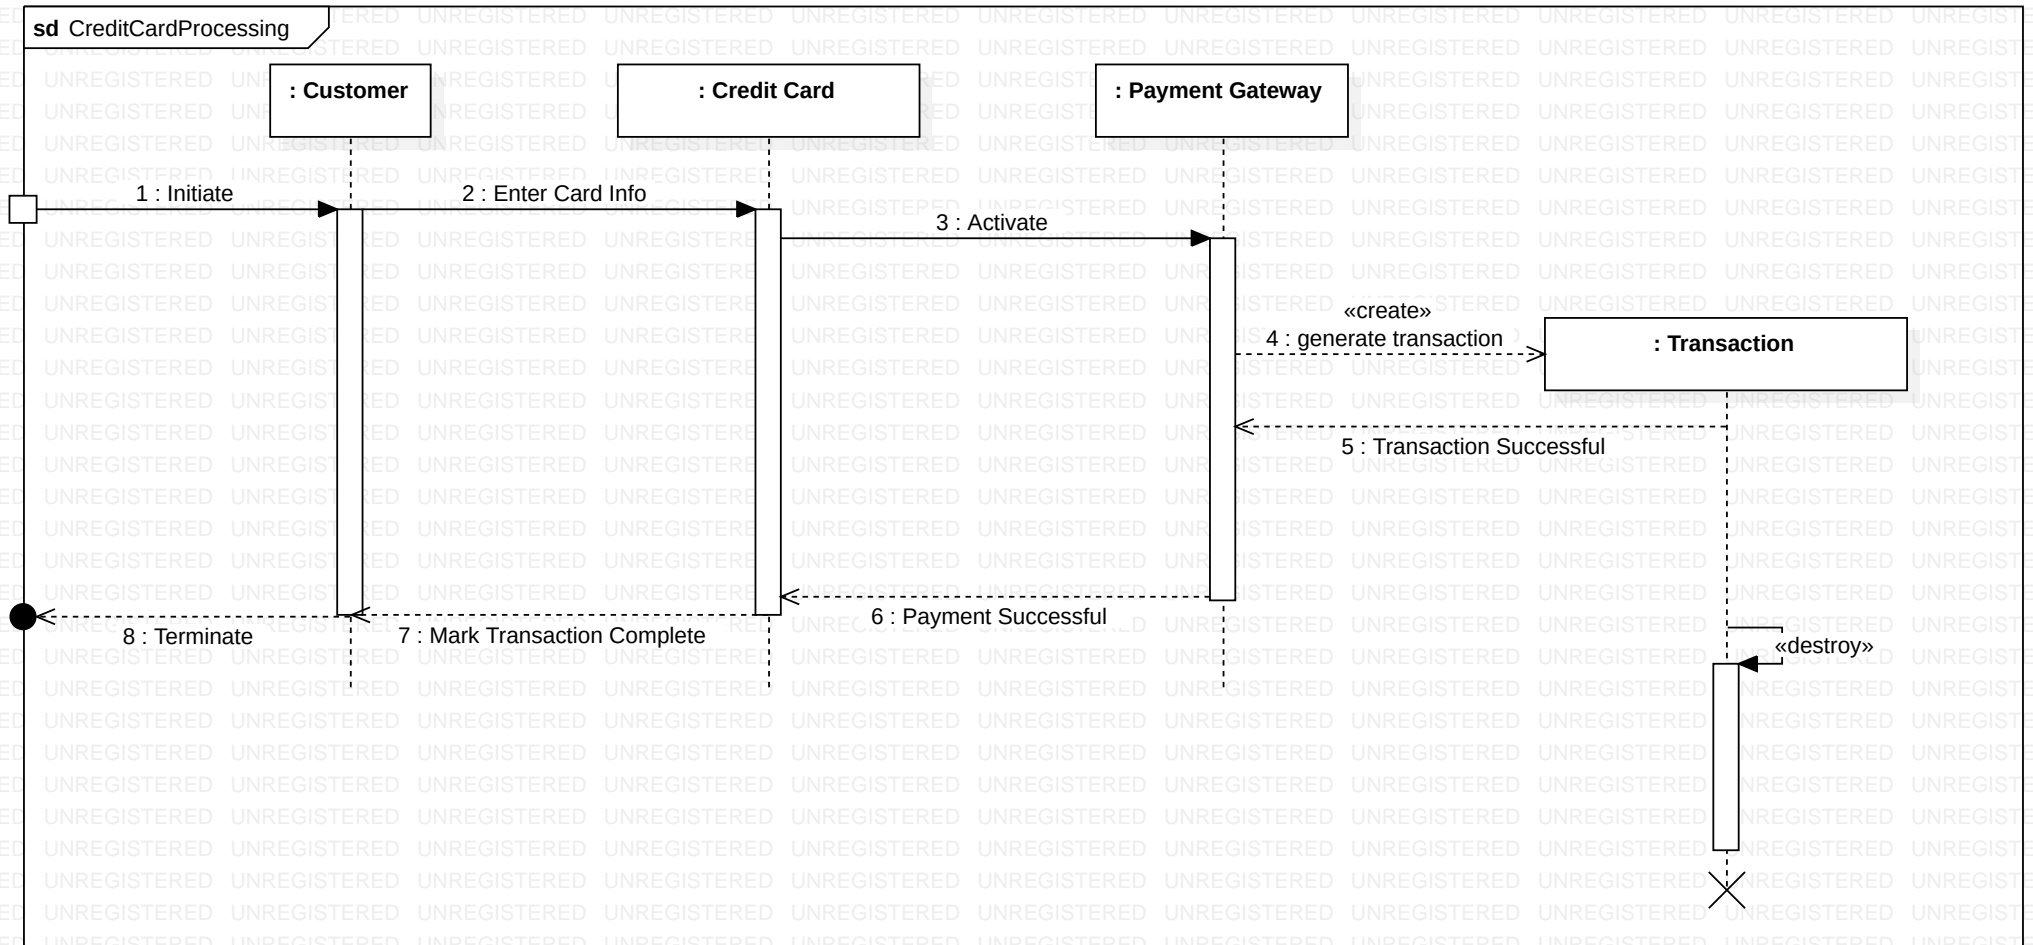 sd CreditCardProcessing
: Customer
: Credit Card
: Payment Gateway
1 : Initiate
2 : Enter Card Info
3 : Activate
«create»
4 : generate transaction
: Transaction
5 : Transaction Successful
6 : Payment Successful
7 : Mark Transaction Complete
8 : Terminate
«destroy»
UNREGISTERED